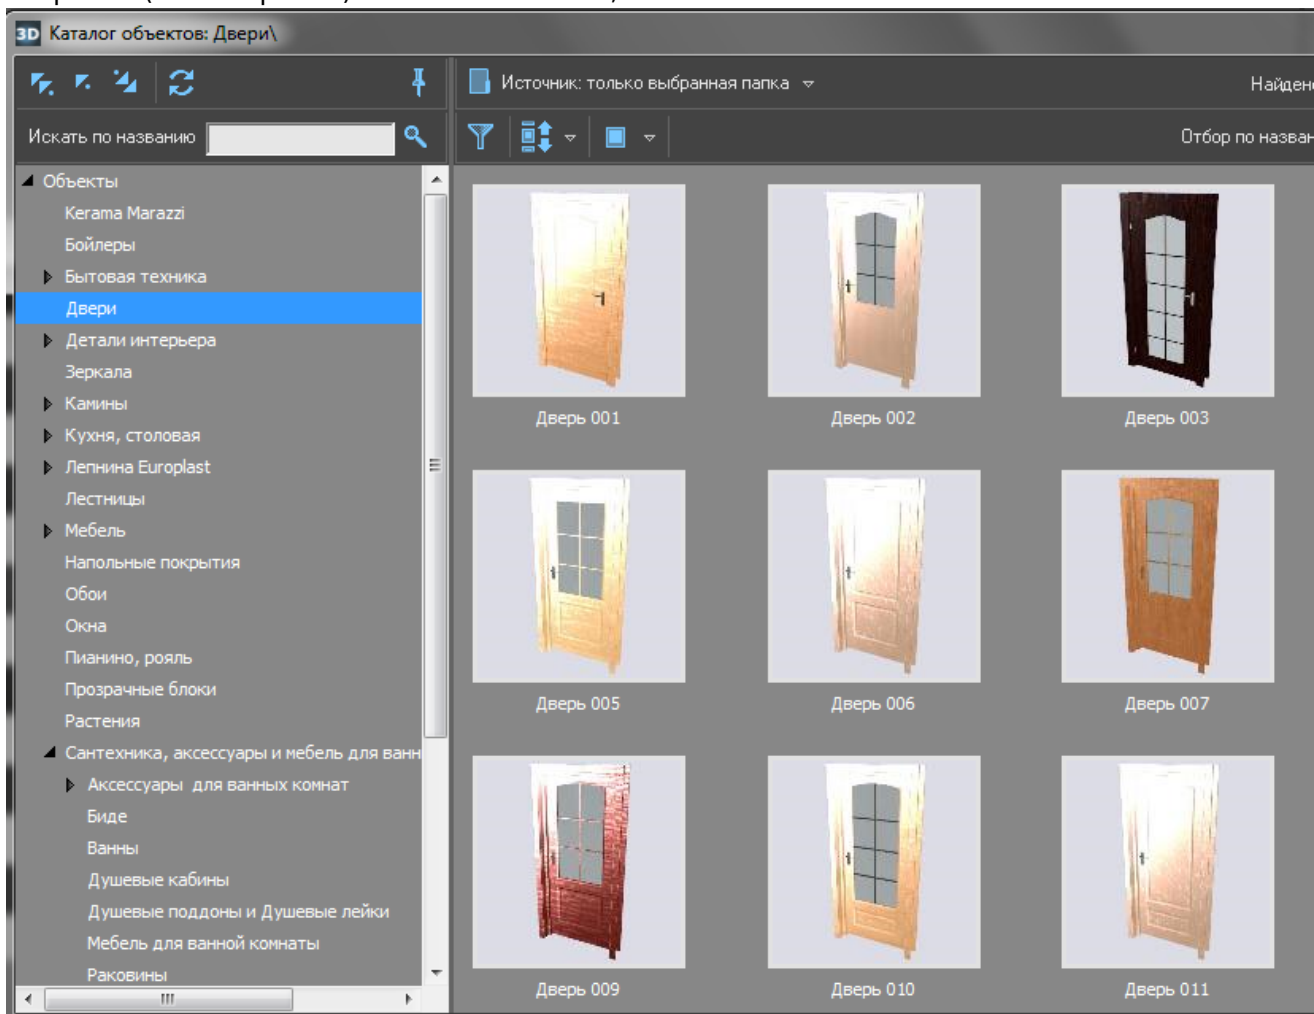 3D Каталог объектов: Двери\
Источник: только выбранная папка
Найдено
Искать по названию
Отбор по назван
Объекты
Kerama Marazzi
Бойлеры
Бытовая техника
Двери
Детали интерьера
Зеркала
Камины
Кухня, столовая
Лепнина Europlast
Лестницы
Мебель
Напольные покрытия
Обои
Окна
Пианино, рояль
Прозрачные блоки
Растения
Сантехника, аксессуары и мебель для ванн
Аксессуары для ванных комнат
Биде
Ванны
Душевые кабины
Душевые поддоны и Душевые лейки
Мебель для ванной комнаты
Раковины
Дверь 001
Дверь 002
Дверь 003
Дверь 005
Дверь 006
Дверь 007
Дверь 009
Дверь 010
Дверь 011